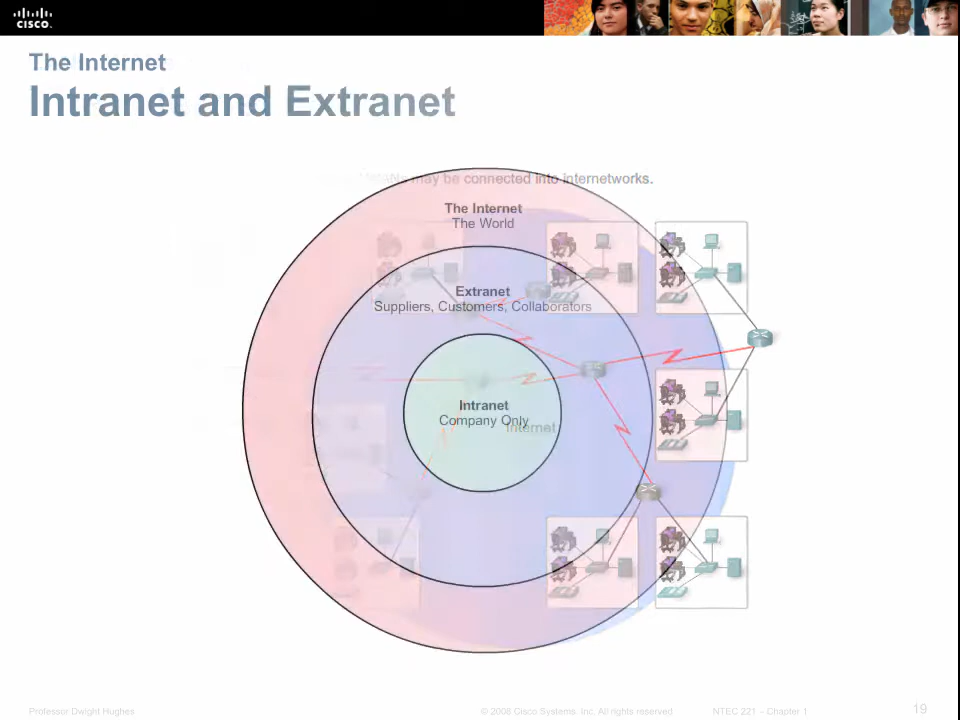 CISCO
The Internet
Intranet and Extranet
may be connected into internetworks.
The Internet
The World
Extranet
Suppliers, Customers, Collaborators
Intranet
Company Only
Internet
Professor Dwight Hughes
© 2008 Cisco Systems, Inc. All rights reserved.
NTEC 221 – Chapter 1
19